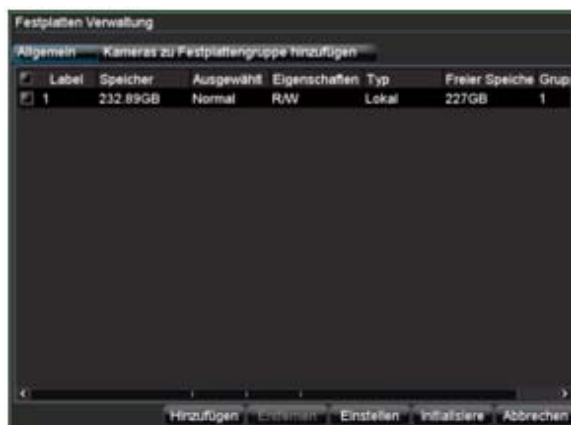 Festplatten Verwaltung
Allgemein Kameras zu Festplattengruppe hinzufügen
Label Speicher Ausgewählt Eigenschaften Typ Freier Speiche Grup
1 232.89GB Normal R/W Lokal 227GB 1
Hinzufügen Entfernen Einstellen Initialisiere Abbrechen